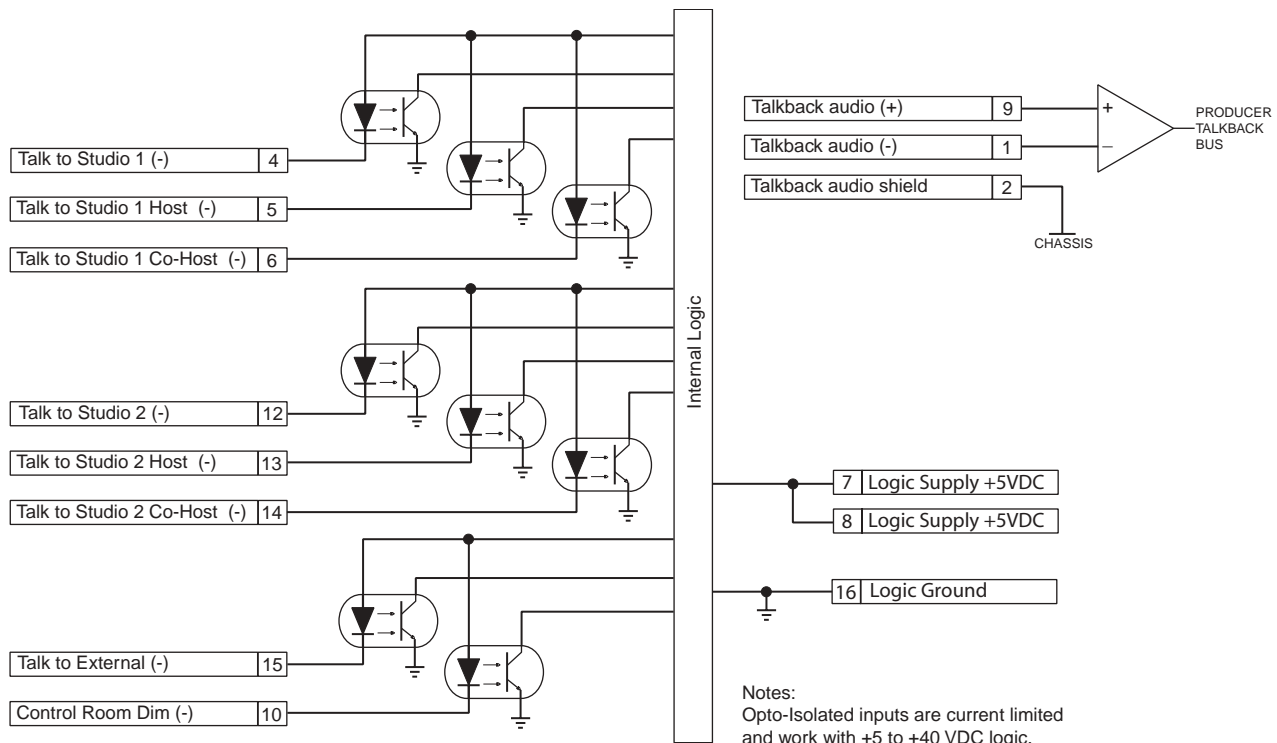 Talk to Studio 1 (-) 4
Talk to Studio 1 Host (-) 5
Talk to Studio 1 Co-Host (-) 6
Talk to Studio 2 (-) 12
Talk to Studio 2 Host (-) 13
Talk to Studio 2 Co-Host (-) 14
Talk to External (-) 15
Control Room Dim (-) 10
Internal Logic
Talkback audio (+) 9
Talkback audio (-) 1
Talkback audio shield 2
+
−
PRODUCER
TALKBACK
BUS
CHASSIS
7 Logic Supply +5VDC
8 Logic Supply +5VDC
16 Logic Ground
Notes:
Opto-Isolated inputs are current limited
and work with +5 to +40 VDC logic.